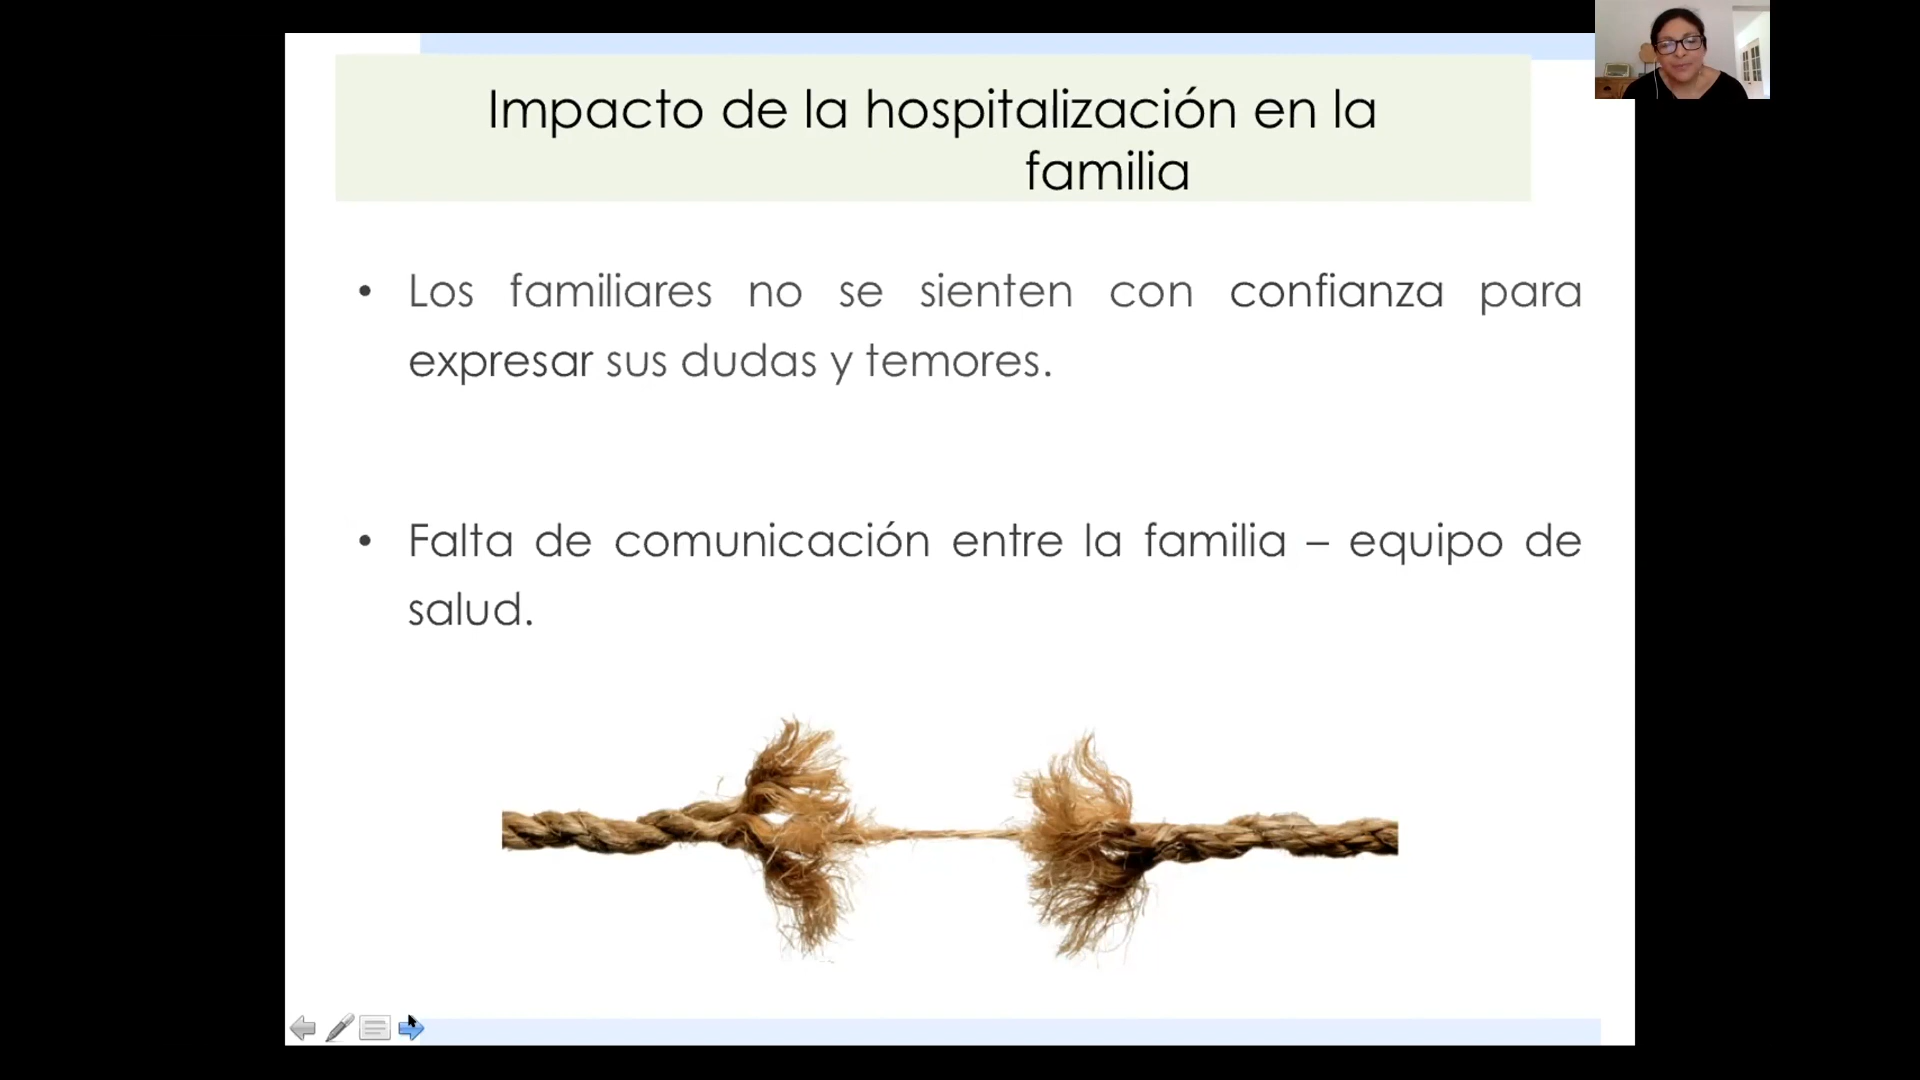 Impacto de la hospitalización en la
familia
• Los familiares no se sienten con confianza para
expresar sus dudas y temores.
• Falta de comunicación entre la familia – equipo de
salud.